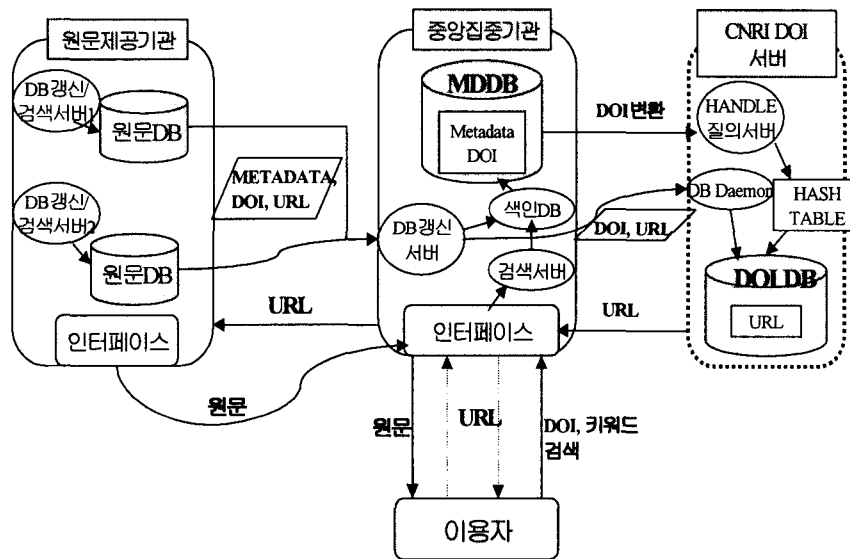 원문제공기관
DB갱신/
검색서버1
원문DB
DB갱신/
검색서버2
원문DB
인터페이스
METADATA,
DOI, URL
URL
원문
중앙집중기관
MDDB
Metadata
DOI
색인DB
DB갱신
서버
검색서버
인터페이스
DOI변환
DOI, URL
URL
CNRI DOI
서버
HANDLE
질의서버
DB Daemon
HASH
TABLE
DOI.DB
URL
원문
URL
DOI, 키워드
검색
이용자